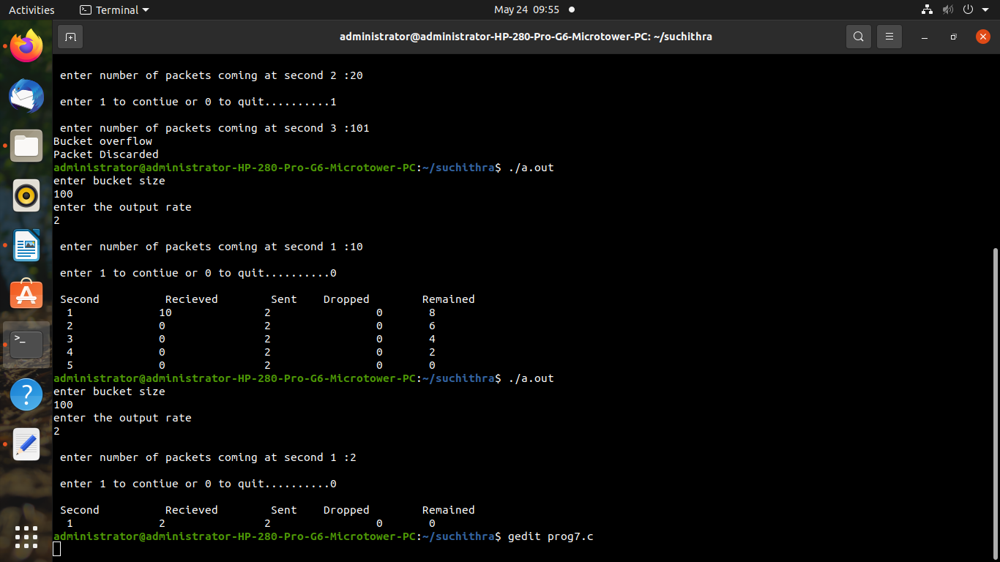 Activities Terminal May 24 09:55
administrator@administrator-HP-280-Pro-G6-Microtower-PC: ~/suchithra
enter number of packets coming at second 2 :20
enter 1 to contiue or 0 to quit..........1
enter number of packets coming at second 3 :101
Bucket overflow
Packet Discarded
administrator@administrator-HP-280-Pro-G6-Microtower-PC:~/suchithra$ ./a.out
enter bucket size
100
enter the output rate
2
enter number of packets coming at second 1 :10
enter 1 to contiue or 0 to quit..........0
Second Recieved Sent Dropped Remained
1 10 2 0 8
2 0 2 0 6
3 0 2 0 4
4 0 2 0 2
5 0 2 0 0
administrator@administrator-HP-280-Pro-G6-Microtower-PC:~/suchithra$ ./a.out
enter bucket size
100
enter the output rate
2
enter number of packets coming at second 1 :2
enter 1 to contiue or 0 to quit..........0
Second Recieved Sent Dropped Remained
1 2 2 0 0
administrator@administrator-HP-280-Pro-G6-Microtower-PC:~/suchithra$ gedit prog7.c